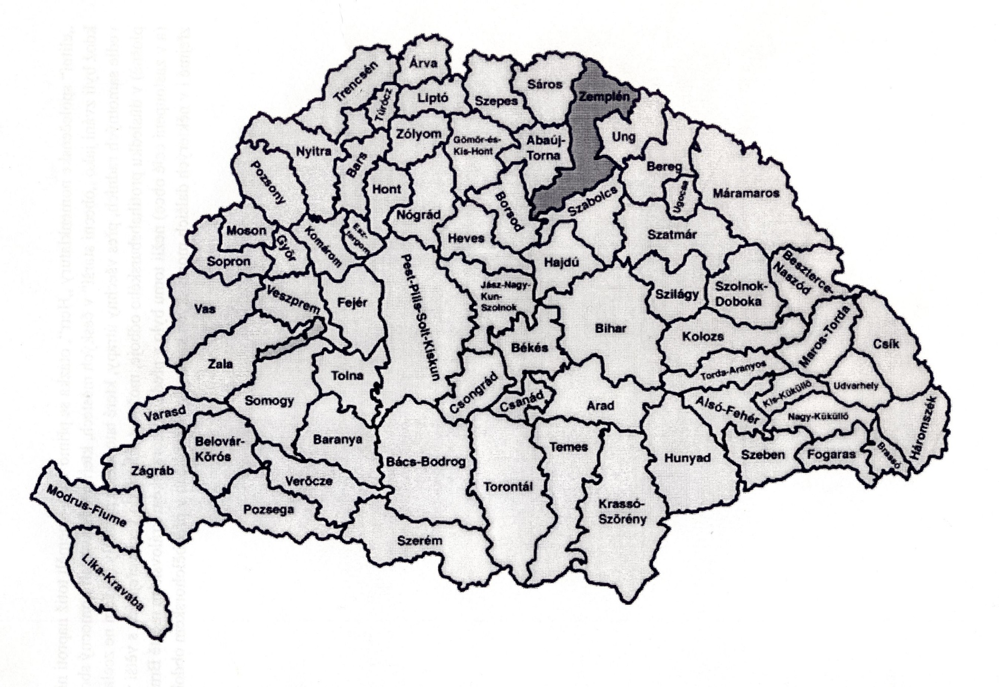 Árva
Trencsén
Sáros
Túrócz
Liptó
Szepes
Zemplén
Zólyom
Gömör-és-
Kis-Hont
Abaúj-
Torna
Ung
Nyitra
Bars
Bereg
Pozsony
Hont
Borsod
Szabolcs
Ugocsa
Máramaros
Nógrád
Moson
Győr
Komárom
Esz-
tergom
Heves
Szatmár
Sopron
Hajdú
Besszterce-
Naszód
Pest-Pilis-Solt-Kiskun
Jász-Nagy-
Kun-
Szolnok
Szilágy
Szolnok-
Doboka
Vas
Veszprem
Fejér
Bihar
Kolozs
Maros-Torda
Csík
Békés
Zala
Tolna
Torda-Aranyos
Csongrád
Somogy
Csanád
Arad
Kis-Küküllő
Udvarhely
Varasd
Alsó-Fehér
Nagy-Küküllő
Háromszék
Belovár-
Kőrós
Baranya
Bács-Bodrog
Temes
Hunyad
Szeben
Fogaras
Brassó
Zágráb
Verőcze
Torontál
Modrus-Fiume
Pozsega
Krassó-
Szörény
Szerém
Lika-Kravaba